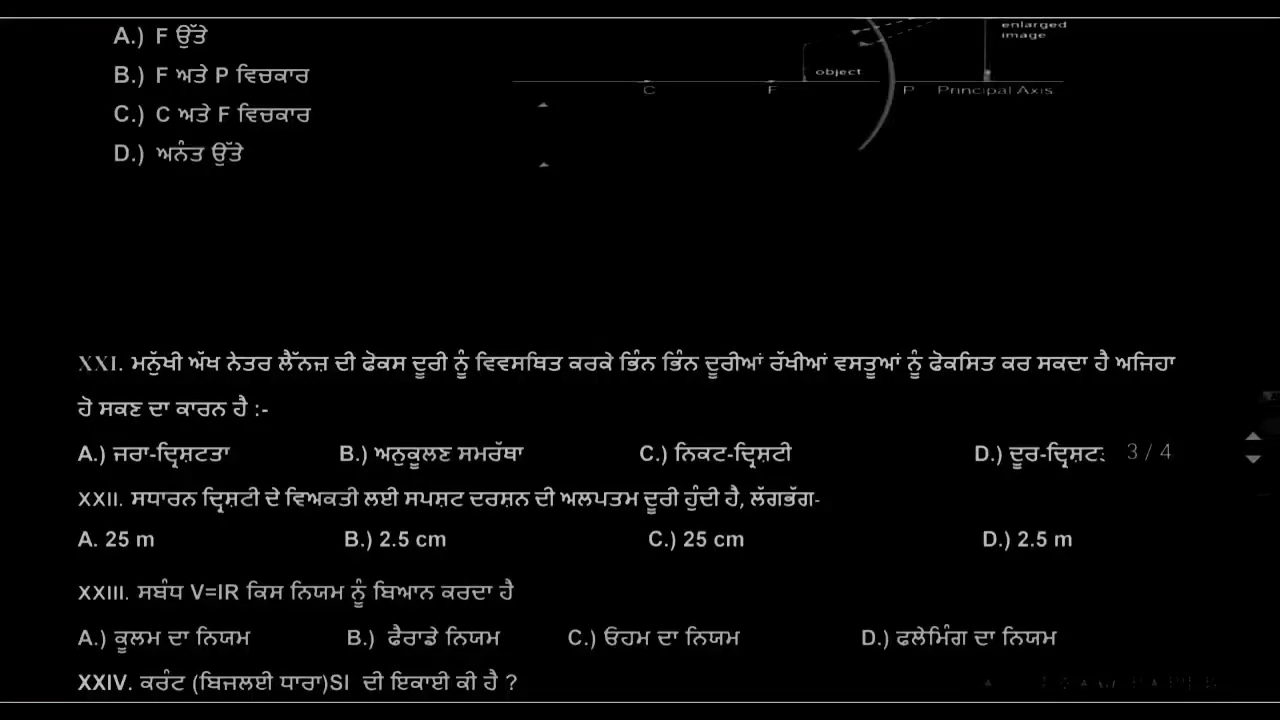 A.) F ਉੱਤੇ
B.) F ਅਤੇ P ਵਿਚਕਾਰ
C.) C ਅਤੇ F ਵਿਚਕਾਰ
D.) ਅਨੰਤ ਉੱਤੇ
enlarged
image
object
C F P Principal Axis
XXI. ਮਨੁੱਖੀ ਅੱਖ ਨੇਤਰ ਲੈੱਨਜ਼ ਦੀ ਫੋਕਸ ਦੂਰੀ ਨੂੰ ਵਿਵਸਥਿਤ ਕਰਕੇ ਭਿੰਨ ਭਿੰਨ ਦੂਰੀਆਂ ਰੱਖੀਆਂ ਵਸਤੂਆਂ ਨੂੰ ਫੋਕਸਿਤ ਕਰ ਸਕਦਾ ਹੈ ਅਜਿਹਾ
ਹੋ ਸਕਣ ਦਾ ਕਾਰਨ ਹੈ :-
A.) ਜਰਾ-ਦ੍ਰਿਸ਼ਟਤਾ B.) ਅਨੁਕੂਲਣ ਸਮਰੱਥਾ C.) ਨਿਕਟ-ਦ੍ਰਿਸ਼ਟੀ D.) ਦੂਰ-ਦ੍ਰਿਸ਼ਟ 3 / 4
XXII. ਸਧਾਰਨ ਦ੍ਰਿਸ਼ਟੀ ਦੇ ਵਿਅਕਤੀ ਲਈ ਸਪਸ਼ਟ ਦਰਸ਼ਨ ਦੀ ਅਲਪਤਮ ਦੂਰੀ ਹੁੰਦੀ ਹੈ, ਲੱਗਭੱਗ-
A. 25 m B.) 2.5 cm C.) 25 cm D.) 2.5 m
XXIII. ਸਬੰਧ V=IR ਕਿਸ ਨਿਯਮ ਨੂੰ ਬਿਆਨ ਕਰਦਾ ਹੈ
A.) ਕੂਲਮ ਦਾ ਨਿਯਮ B.) ਫੈਰਾਡੇ ਨਿਯਮ C.) ਓਹਮ ਦਾ ਨਿਯਮ D.) ਫਲੇਮਿੰਗ ਦਾ ਨਿਯਮ
XXIV. ਕਰੰਟ (ਬਿਜਲਈ ਧਾਰਾ)SI ਦੀ ਇਕਾਈ ਕੀ ਹੈ ?